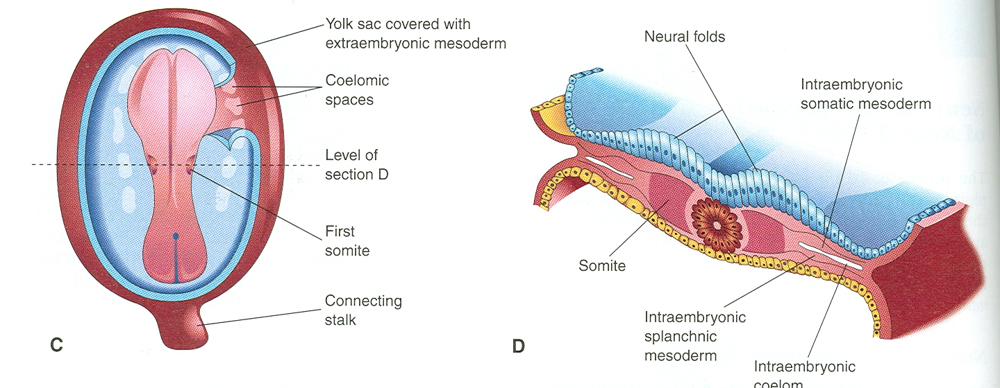 Yolk sac covered with
extraembryonic mesoderm
Coelomic
spaces
Level of
section D
First
somite
Connecting
stalk
C
Neural folds
Intraembryonic
somatic mesoderm
Somite
Intraembryonic
splanchnic
mesoderm
Intraembryonic
coelom
D